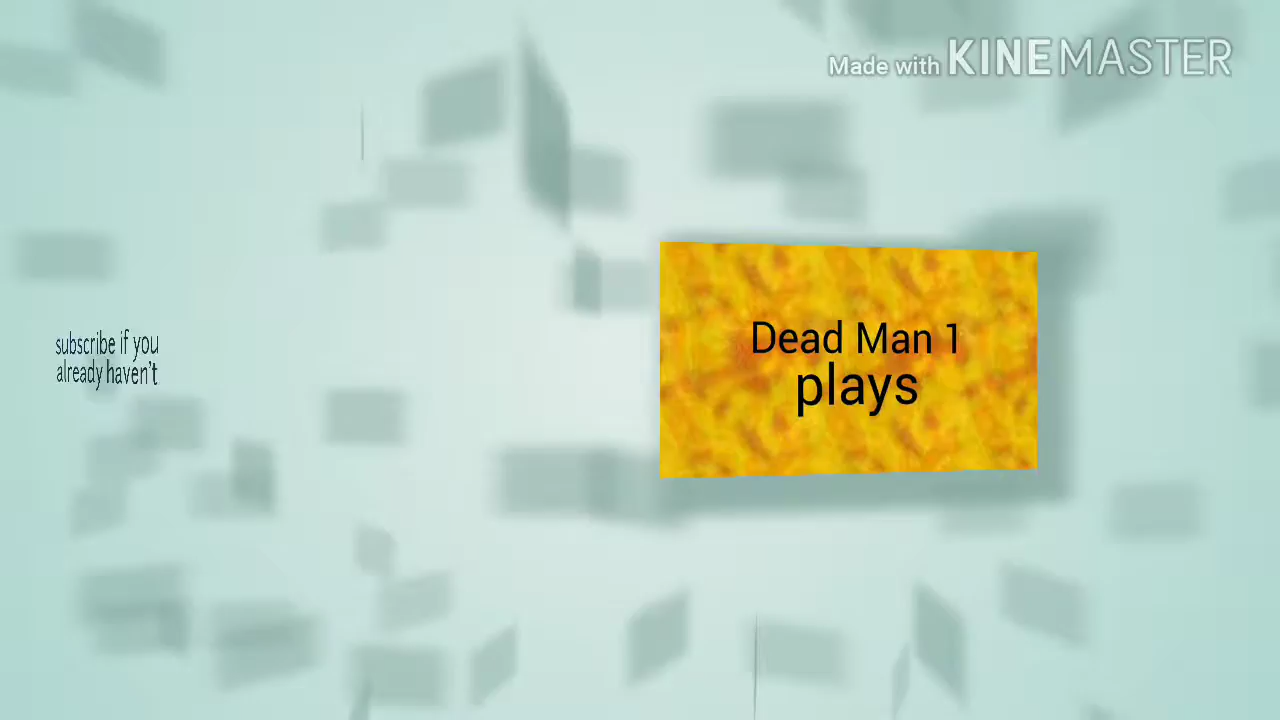 Made with KINEMASTER
subscribe if you
already haven't
Dead Man 1
plays